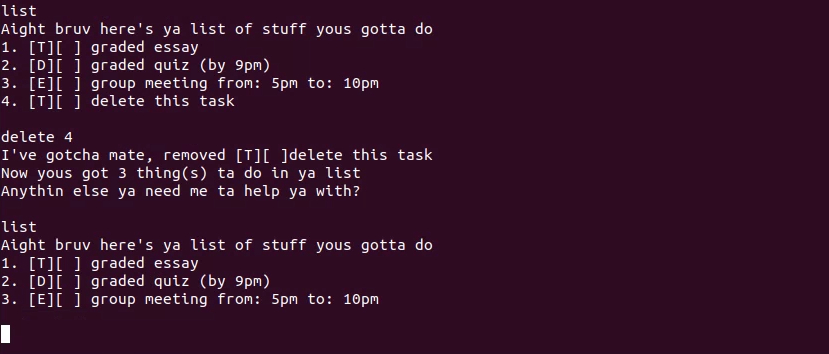 list
Aight bruv here's ya list of stuff yous gotta do
1. [T][ ] graded essay
2. [D][ ] graded quiz (by 9pm)
3. [E][ ] group meeting from: 5pm to: 10pm
4. [T][ ] delete this task
delete 4
I've gotcha mate, removed [T][ ]delete this task
Now yous got 3 thing(s) ta do in ya list
Anythin else ya need me ta help ya with?
list
Aight bruv here's ya list of stuff yous gotta do
1. [T][ ] graded essay
2. [D][ ] graded quiz (by 9pm)
3. [E][ ] group meeting from: 5pm to: 10pm